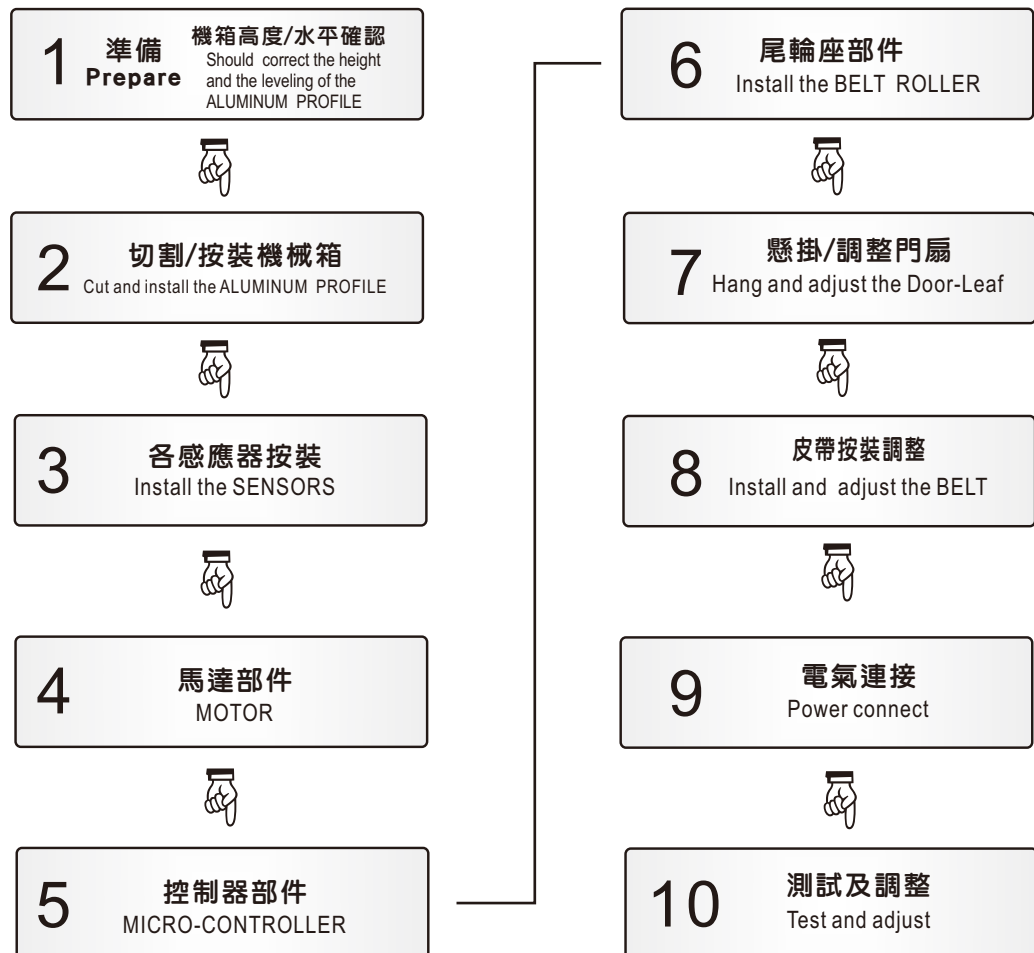 1
準備
Prepare
機箱高度/水平確認
Should correct the height
and the leveling of the
ALUMINUM PROFILE
2
切割/按裝機械箱
Cut and install the ALUMINUM PROFILE
3
各感應器按裝
Install the SENSORS
4
馬達部件
MOTOR
5
控制器部件
MICRO-CONTROLLER
6
尾輪座部件
Install the BELT ROLLER
7
懸掛/調整門扇
Hang and adjust the Door-Leaf
8
皮帶按裝調整
Install and adjust the BELT
9
電氣連接
Power connect
10
測試及調整
Test and adjust